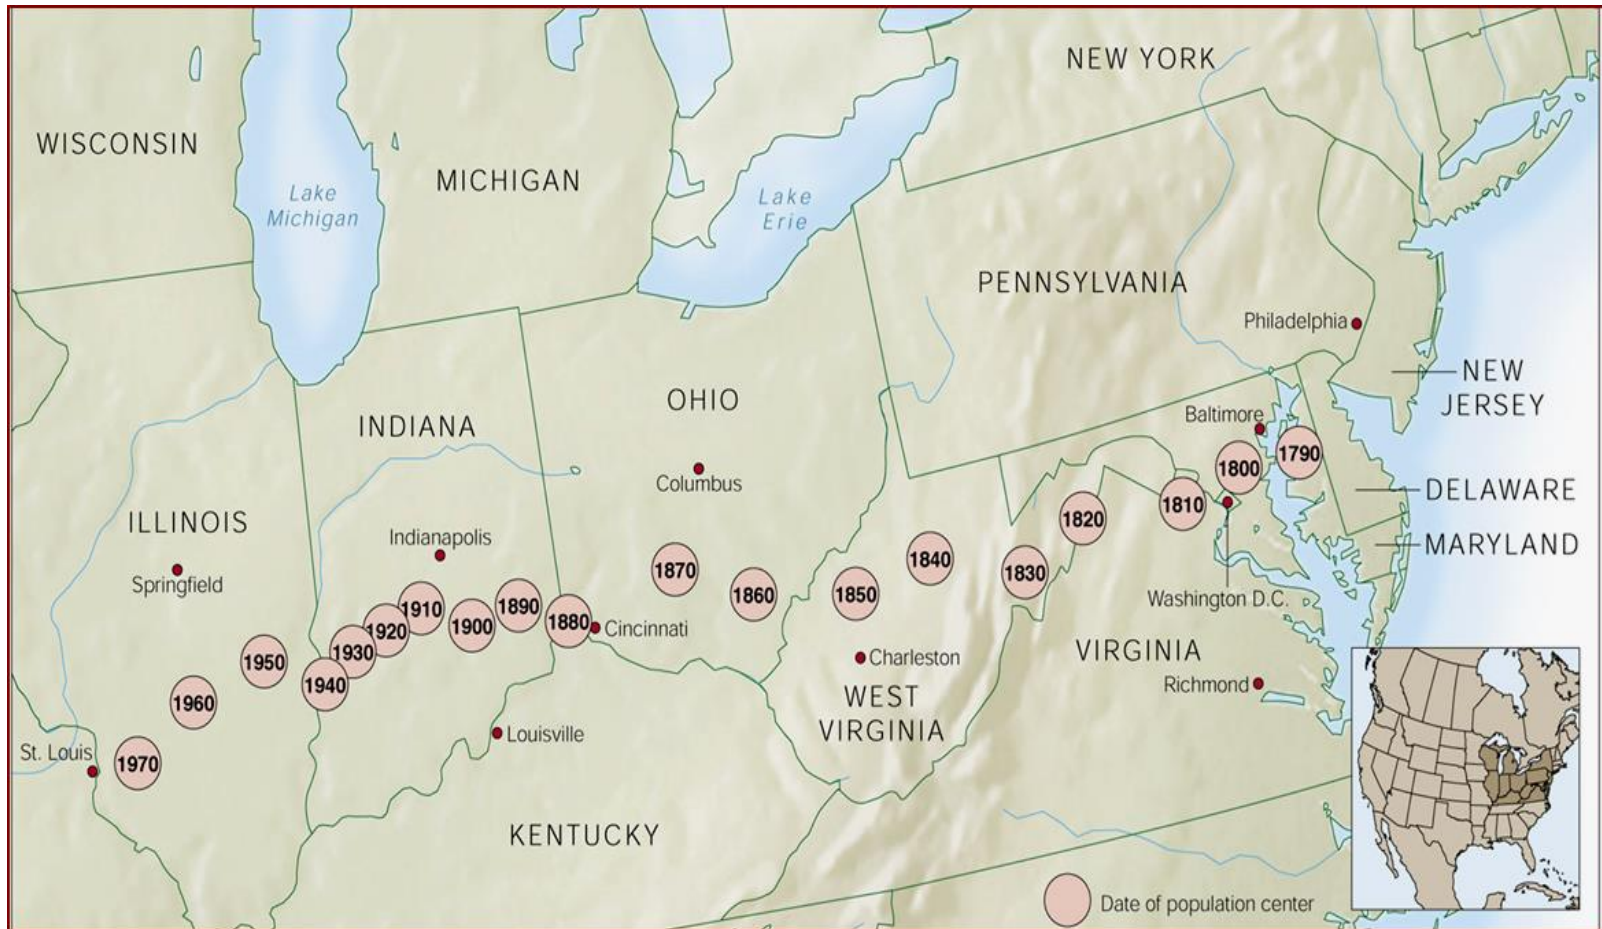 NEW YORK
WISCONSIN
MICHIGAN
Lake
Michigan
Lake
Erie
PENNSYLVANIA
Philadelphia
NEW
JERSEY
OHIO
INDIANA
Baltimore
1790
1800
Columbus
DELAWARE
1810
1820
ILLINOIS
Indianapolis
MARYLAND
1840
1870
1830
Springfield
1860
1850
Washington D.C.
1910
1890
1880
1900
1920
Cincinnati
1930
VIRGINIA
1950
Charleston
1940
Richmond
WEST
VIRGINIA
1960
Louisville
St. Louis
1970
KENTUCKY
Date of population center